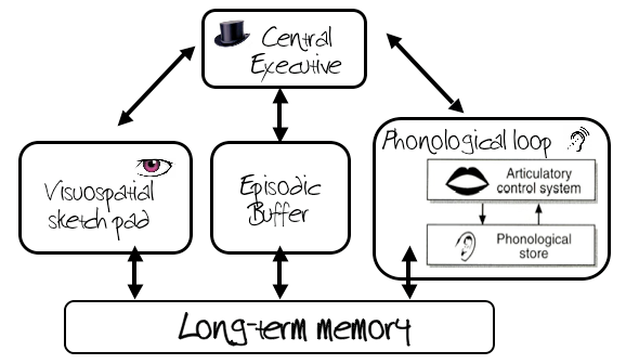 Central
Executive
Visuospatial
sketch pad
Episodic
Buffer
Phonological loop
Articulatory
control system
Phonological
store
Long-term memory